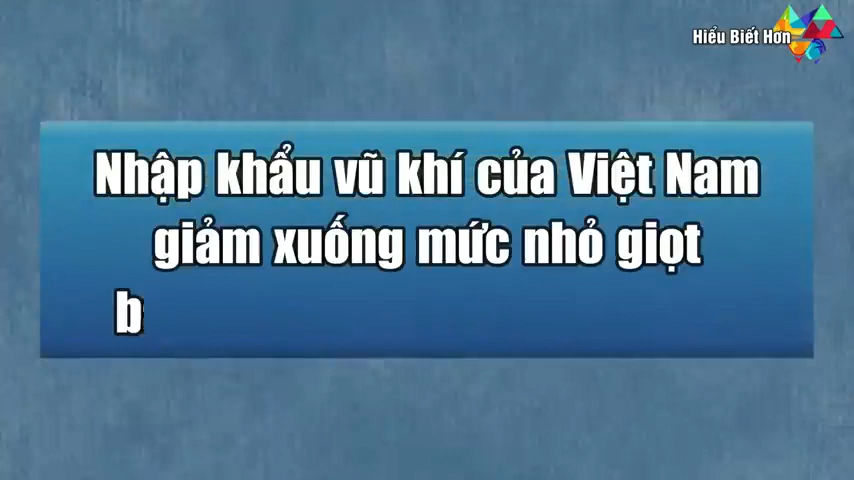 Hiểu Biết Hơn
Nhập khẩu vũ khí của Việt Nam
giảm xuống mức nhỏ giọt
b